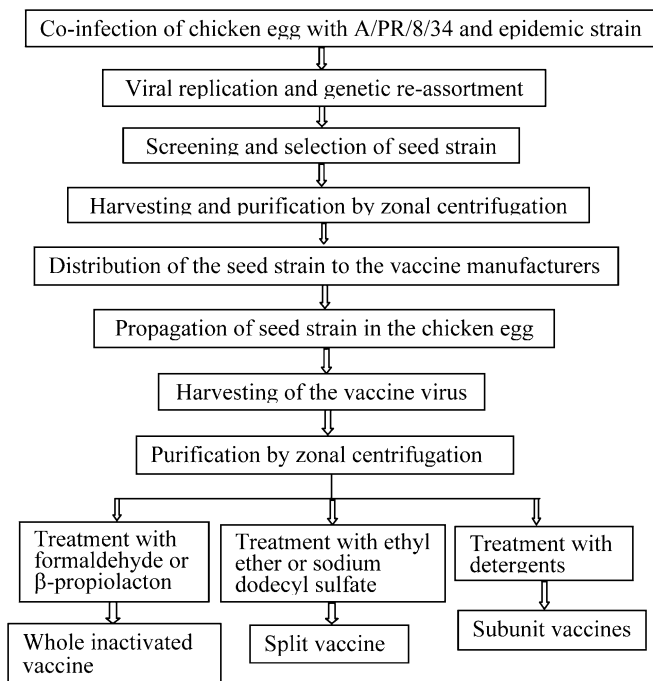 Co-infection of chicken egg with A/PR/8/34 and epidemic strain
Viral replication and genetic re-assortment
Screening and selection of seed strain
Harvesting and purification by zonal centrifugation
Distribution of the seed strain to the vaccine manufacturers
Propagation of seed strain in the chicken egg
Harvesting of the vaccine virus
Purification by zonal centrifugation
Treatment with
formaldehyde or
β-propiolacton
Treatment with ethyl
ether or sodium
dodecyl sulfate
Treatment with
detergents
Whole inactivated
vaccine
Split vaccine
Subunit vaccines